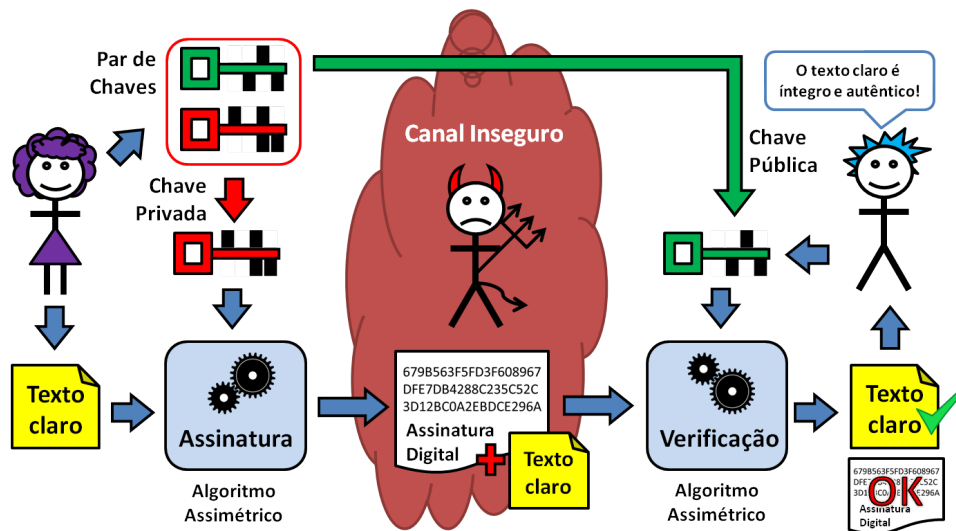 Par de
Chaves
Canal Inseguro
O texto claro é
íntegro e autêntico!
Chave
Pública
Chave
Privada
Texto
claro
Assinatura
Algoritmo
Assimétrico
679B563F5FD3F608967
DFE7DB4288C235C52C
3D12BC0A2EBDCE296A
Assinatura
Digital
Texto
claro
Verificação
Algoritmo
Assimétrico
Texto
claro
679B563F5FD3F608967
OK
Assinatura
Digital